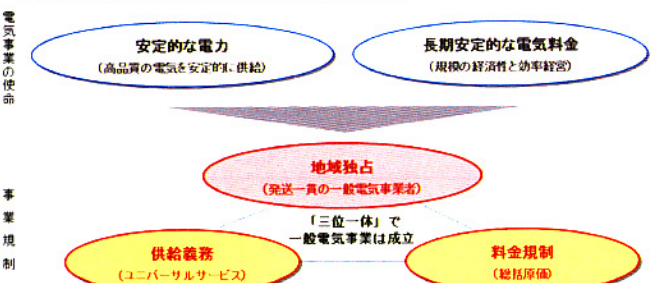 電気事業の使命
安定的な電力
(高品質の電気を安定的に供給)
長期安定的な電気料金
(規模の経済性と効率経営)
地域独占
(発送一貫の一般電気事業者)
事業規制
「三位一体」で
一般電気事業は成立
供給義務
(ユニバーサルサービス)
料金規制
(総括原価)